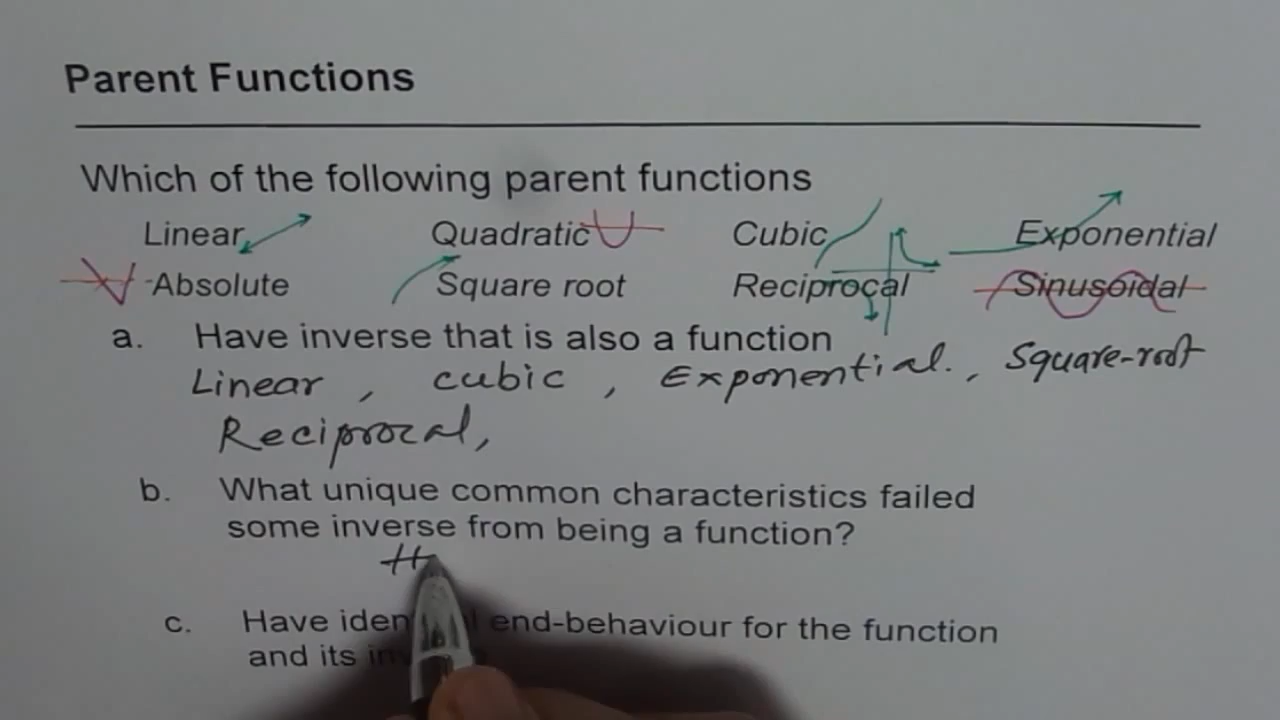 Parent Functions
Which of the following parent functions
Linear Quadratic Cubic Exponential
Absolute Square root Reciprocal Sinusoidal
a. Have inverse that is also a function
Linear, cubic, Exponential., Square-root
Reciprocal,
b. What unique common characteristics failed
some inverse from being a function?
H
c. Have end-behaviour for the function
and its